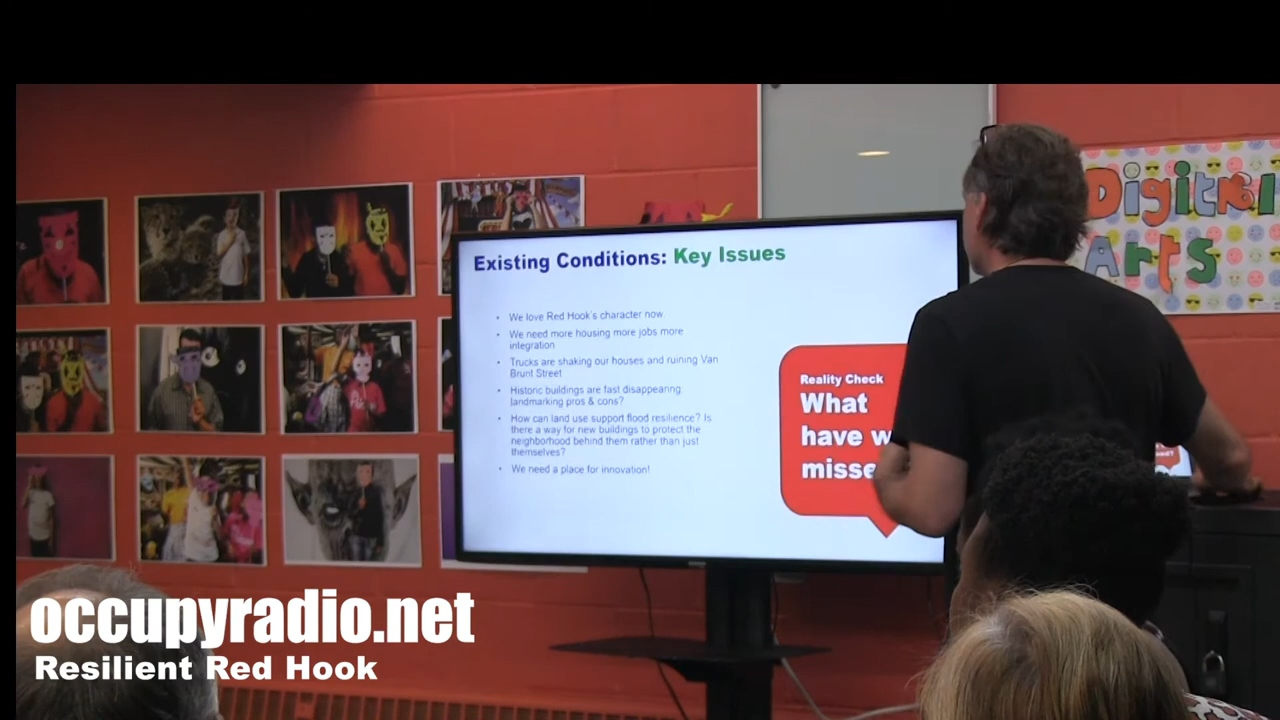 Existing Conditions: Key Issues
• We love Red Hook's character now.
• We need more housing more jobs more
integration
• Trucks are shaking our houses and ruining Van
Brunt Street
• Historic buildings are fast disappearing:
landmarking pros & cons?
• How can land use support flood resilience? Is
there a way for new buildings to protect the
neighborhood behind them rather than just
themselves?
• We need a place for innovation!
Reality Check
What
have w
misse
Digital
Arts
occupyradio.net
Resilient Red Hook